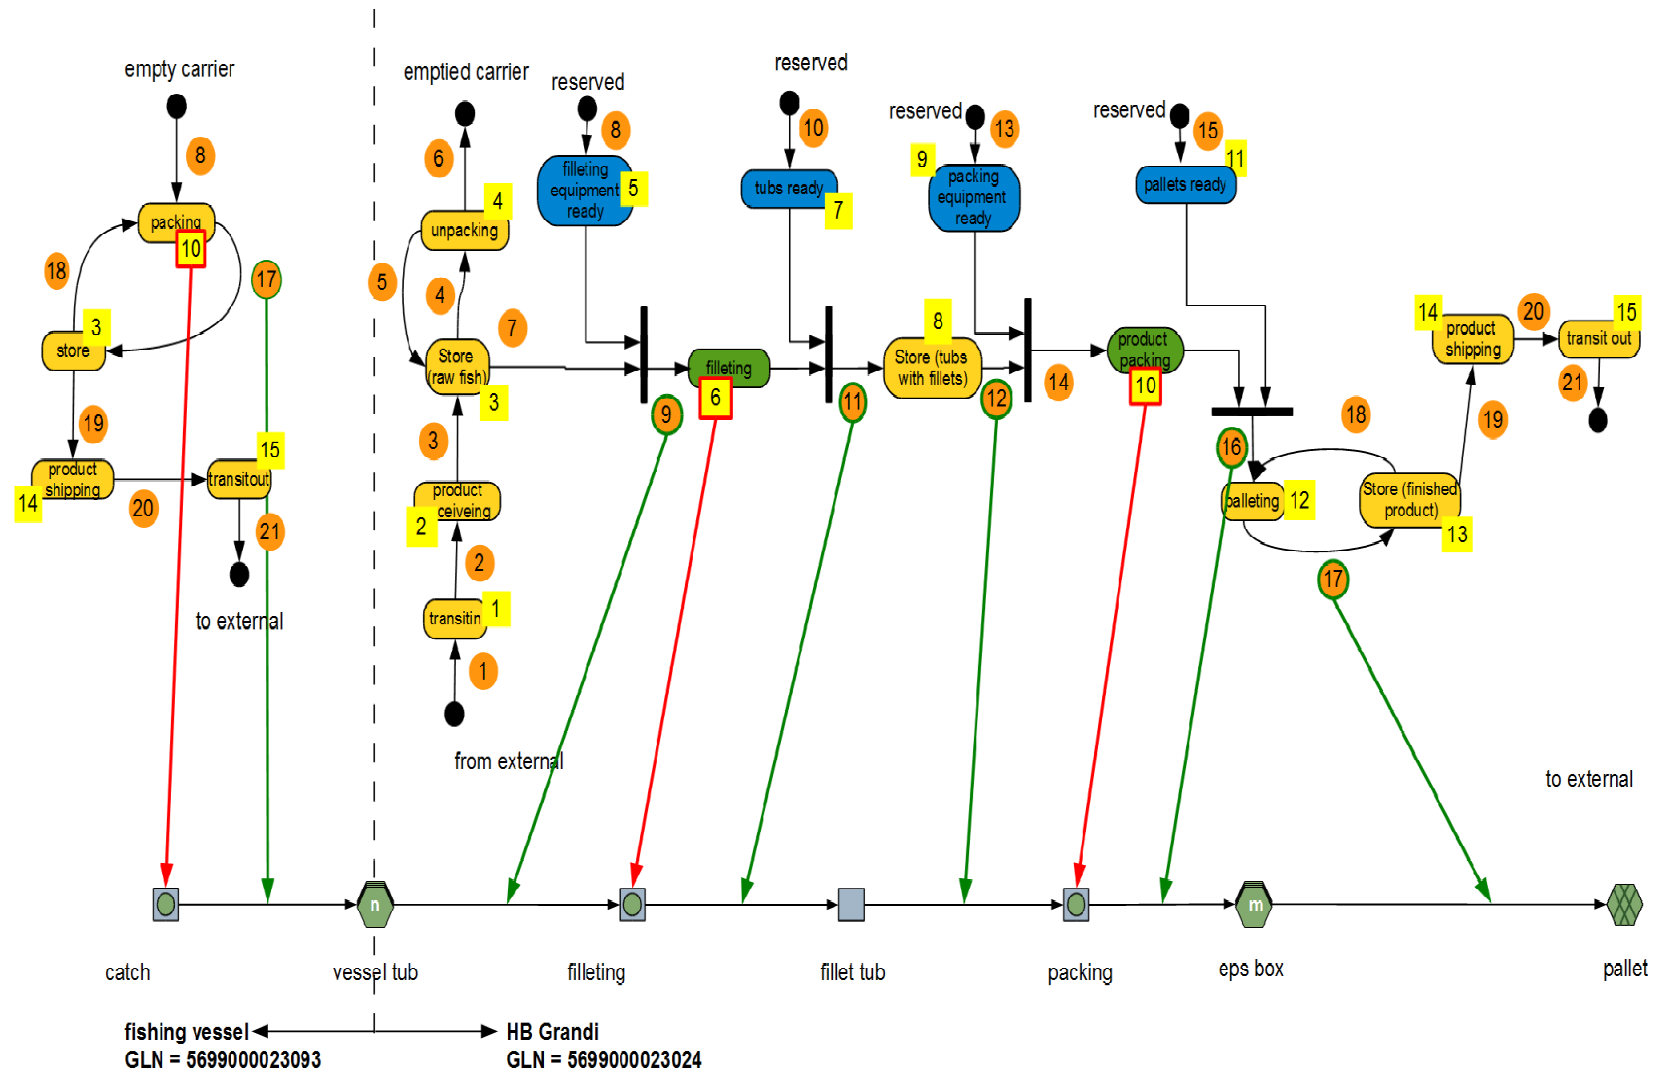 empty carrier
8
packing
10
18
17
3
store
19
product
shipping
14
20
15
transitout
21
to external
emptied carrier
6
4
unpacking
5
4
7
Store
(raw fish)
3
3
product
ceiveing
2
2
1
transitin
1
from external
reserved
8
filleting
equipment
ready
5
filleting
6
9
reserved
10
tubs ready
7
11
8
Store (tubs
with fillets)
12
reserved
13
9
packing
equipment
ready
14
product
packing
10
reserved
15
11
pallets ready
16
palleting
12
18
Store (finished
product)
13
17
19
14
product
shipping
20
15
transit out
21
to external
n
m
catch
vessel tub
filleting
fillet tub
packing
eps box
pallet
fishing vessel
GLN = 5699000023093
HB Grandi
GLN = 5699000023024